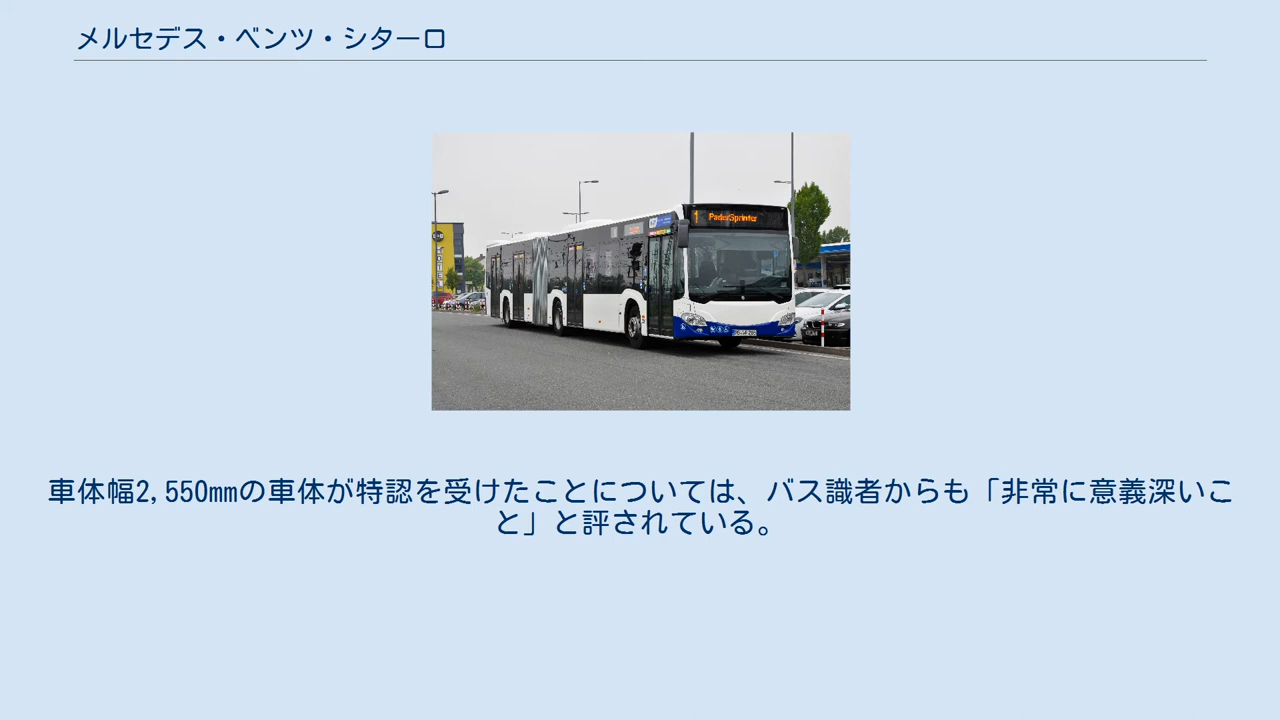 メルセデス・ベンツ・シターロ
1 PaderSprinter
HOTEL
車体幅2,550mmの車体が特認を受けたことについては、バス識者からも「非常に意義深いこ
と」と評されている。